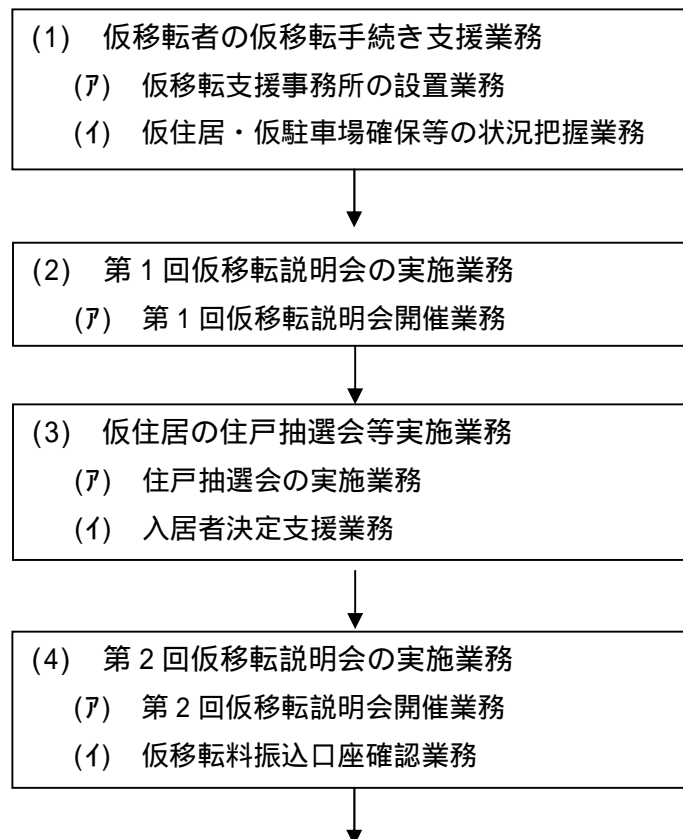 (1) 仮移転者の仮移転手続き支援業務
(ｱ) 仮移転支援事務所の設置業務
(ｲ) 仮住居・仮駐車場確保等の状況把握業務
(2) 第1回仮移転説明会の実施業務
(ｱ) 第1回仮移転説明会開催業務
(3) 仮住居の住戸抽選会等実施業務
(ｱ) 住戸抽選会の実施業務
(ｲ) 入居者決定支援業務
(4) 第2回仮移転説明会の実施業務
(ｱ) 第2回仮移転説明会開催業務
(ｲ) 仮移転料振込口座確認業務